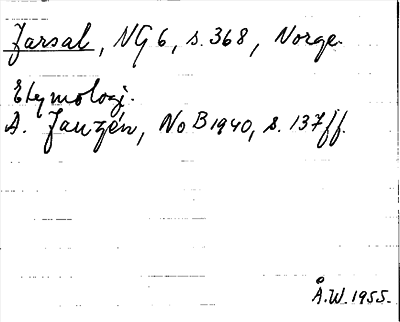 Jarsal, NG 6, s. 368, Norge.
Etymologi.
A. Janzén, NoB 1940, s. 137 ff.
Å.W. 1955.